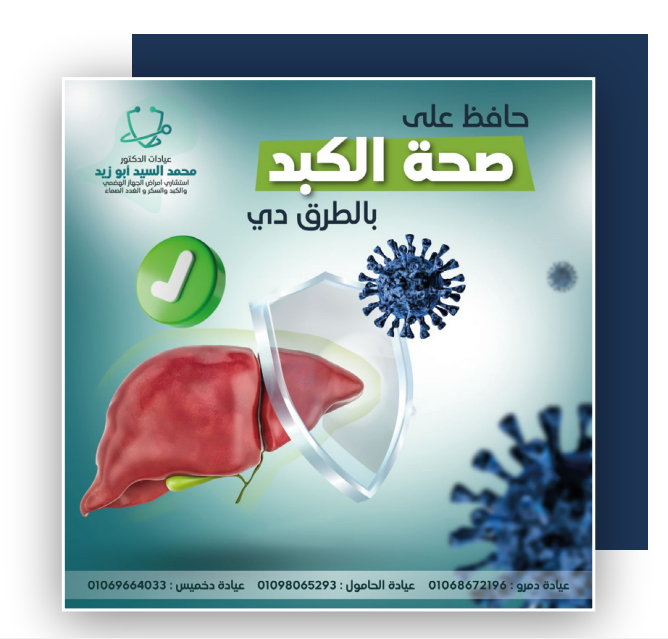 حافظ على
صحة الكبد
بالطرق دي
عيادات الدكتور
محمد السيد أبو زيد
استشاري امراض الجهاز الهضمي
والكبد والسكر و الغدد الصماء
عيادة دمرو : 01068672196 عيادة الحامول : 01098065293 عيادة دخميس : 01069664033